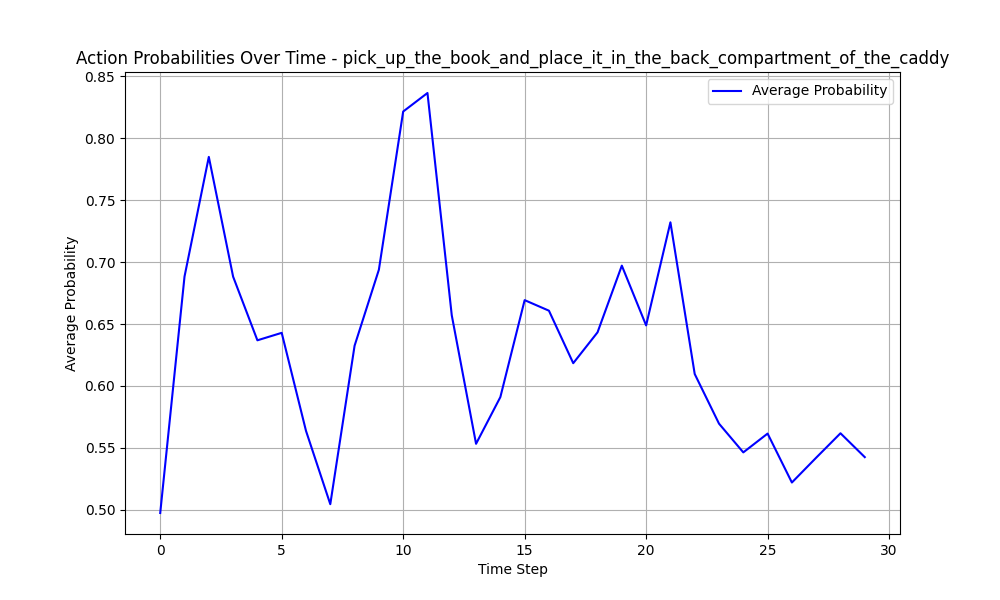 Action Probabilities Over Time - pick_up_the_book_and_place_it_in_the_back_compartment_of_the_caddy
Average Probability
0.85
0.80
0.75
0.70
0.65
0.60
0.55
0.50
Average Probability
0 5 10 15 20 25 30
Time Step